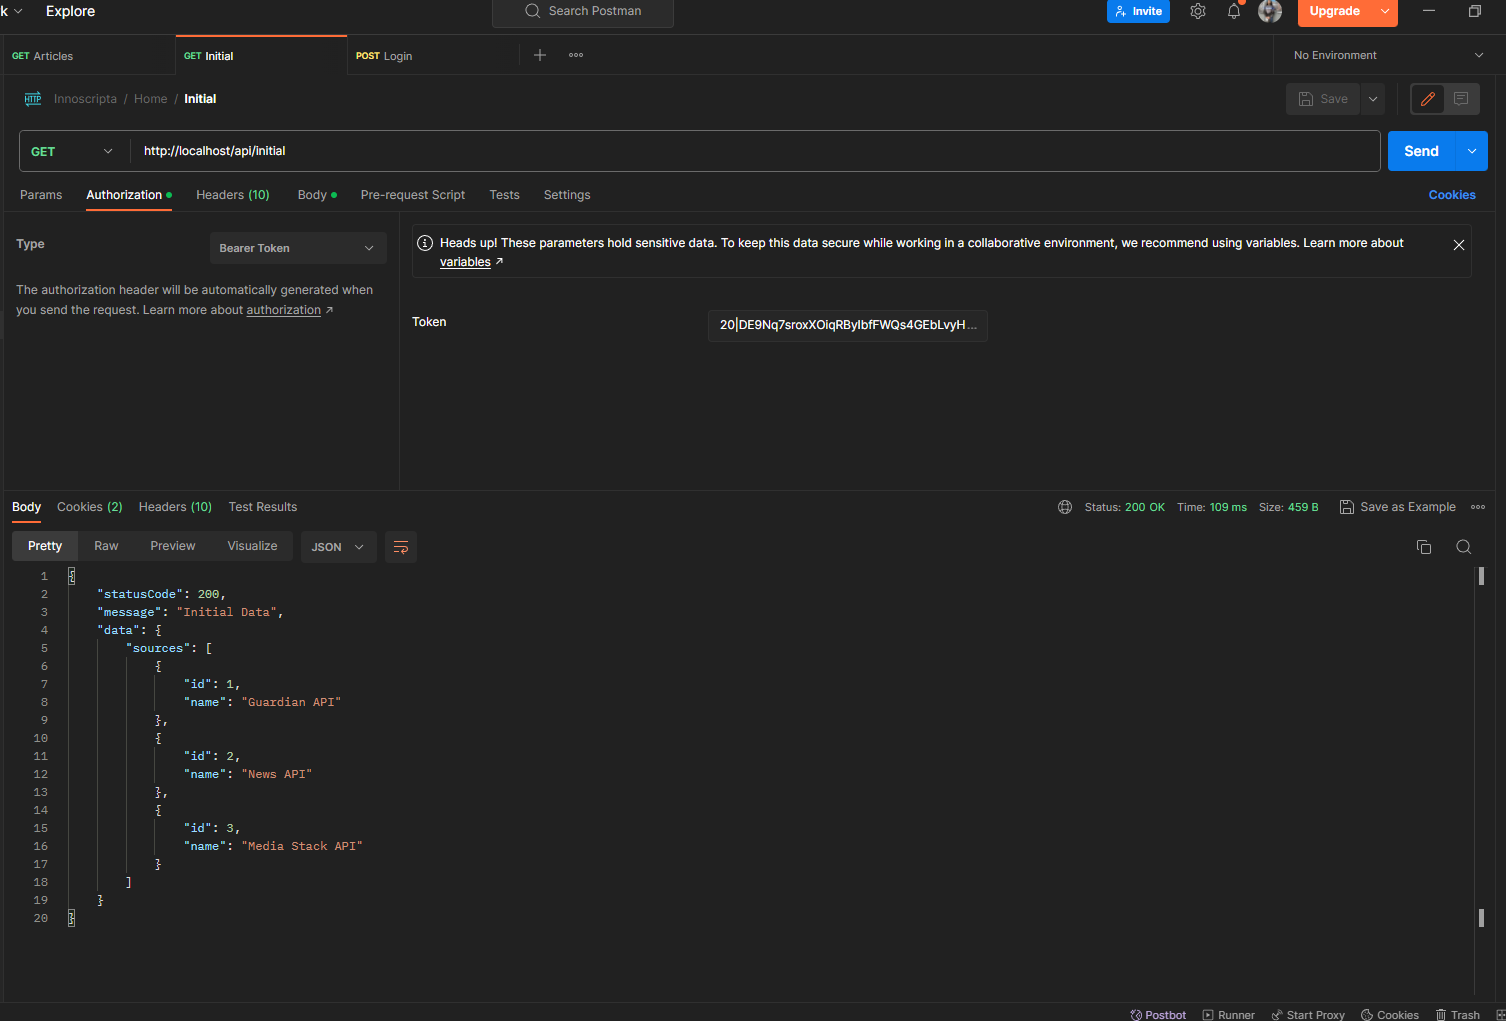 k Explore Search Postman Invite Upgrade
GET Articles GET Initial POST Login No Environment
HTTP Innoscripta / Home / Initial Save
GET http://localhost/api/initial Send
Params Authorization Headers (10) Body Pre-request Script Tests Settings Cookies
Type Bearer Token
Heads up! These parameters hold sensitive data. To keep this data secure while working in a collaborative environment, we recommend using variables. Learn more about
variables ↗
The authorization header will be automatically generated when
you send the request. Learn more about authorization ↗
Token 20|DE9Nq7sroxXOiqRByIbfFWQs4GEbLvyH...
Body Cookies (2) Headers (10) Test Results Status: 200 OK Time: 109 ms Size: 459 B Save as Example
Pretty Raw Preview Visualize JSON
1 {
2 "statusCode": 200,
3 "message": "Initial Data",
4 "data": {
5 "sources": [
6 {
7 "id": 1,
8 "name": "Guardian API"
9 },
10 {
11 "id": 2,
12 "name": "News API"
13 },
14 {
15 "id": 3,
16 "name": "Media Stack API"
17 }
18 ]
19 }
20 }
Postbot Runner Start Proxy Cookies Trash